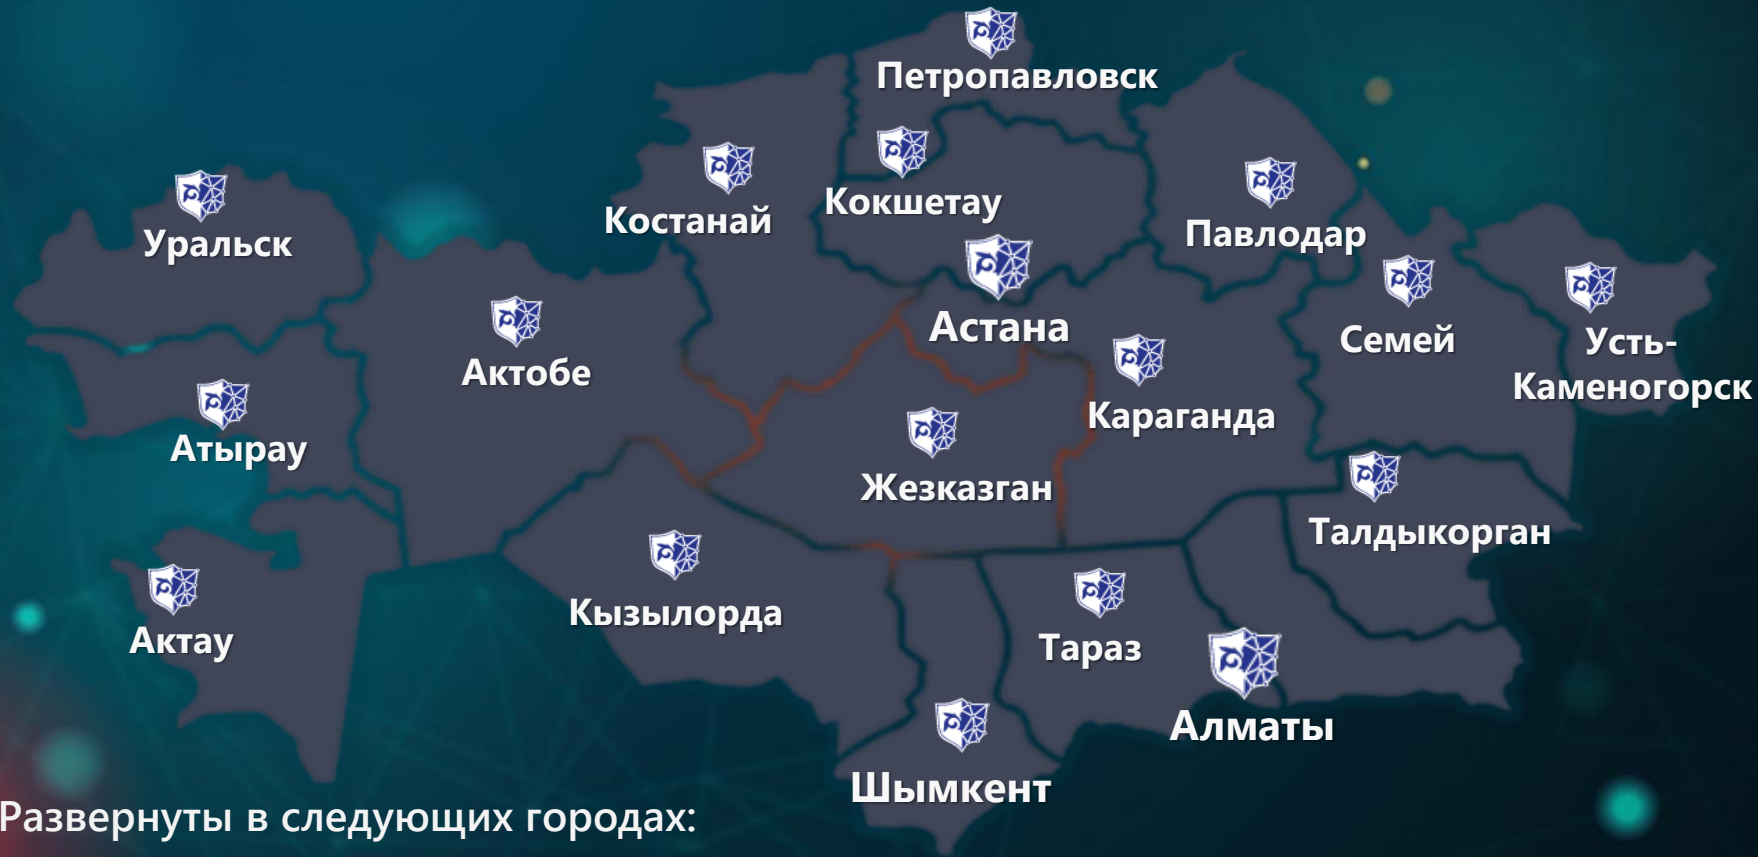 Петропавловск
Кокшетау
Костанай
Павлодар
Уральск
Астана
Семей
Усть-
Каменогорск
Актобе
Караганда
Атырау
Жезказган
Талдыкорган
Кызылорда
Актау
Тараз
Алматы
Шымкент
Развернуты в следующих городах: